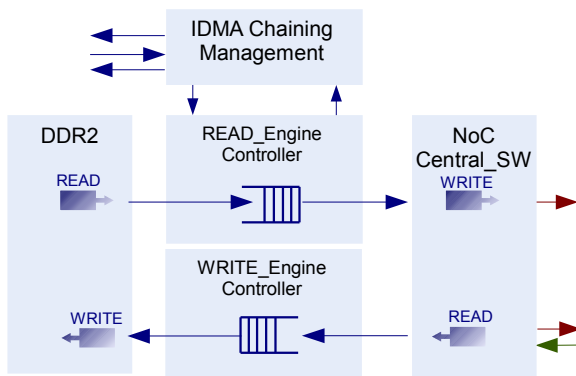 IDMA Chaining
Management
DDR2
READ_Engine
Controller
NoC
Central_SW
READ
WRITE
WRITE_Engine
Controller
WRITE
READ